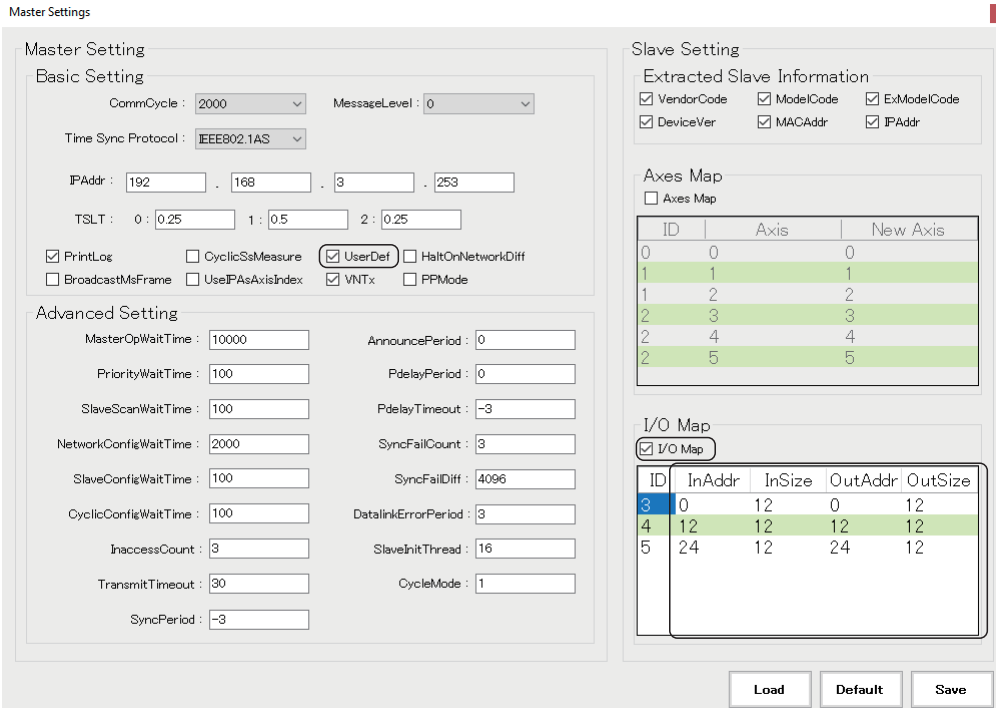 Master Settings
Master Setting
Basic Setting
CommCycle : 2000 MessageLevel : 0
Time Sync Protocol : IEEE802.1AS
IPAddr : 192 . 168 . 3 . 253
TSLT : 0 : 0.25 1 : 0.5 2 : 0.25
PrintLog CyclicSsMeasure UserDef HaltOnNetworkDiff
BroadcastMsFrame UseIPAsAxisIndex VNTx PPMode
Advanced Setting
MasterOpWaitTime : 10000 AnnouncePeriod : 0
PriorityWaitTime : 100 PdelayPeriod : 0
SlaveScanWaitTime : 100 PdelayTimeout : -3
NetworkConfigWaitTime : 2000 SyncFailCount : 3
SlaveConfigWaitTime : 100 SyncFailDiff : 4096
CyclicConfigWaitTime : 100 DatalinkErrorPeriod : 3
InaccessCount : 3 SlaveInitThread : 16
TransmitTimeout : 30 CycleMode : 1
SyncPeriod : -3
Slave Setting
Extracted Slave Information
VendorCode ModelCode ExModelCode
DeviceVer MACAddr IPAddr
Axes Map
Axes Map
ID Axis New Axis
0 0 0
1 1 1
1 2 2
2 3 3
2 4 4
2 5 5
I/O Map
I/O Map
ID InAddr InSize OutAddr OutSize
3 0 12 0 12
4 12 12 12 12
5 24 12 24 12
Load Default Save